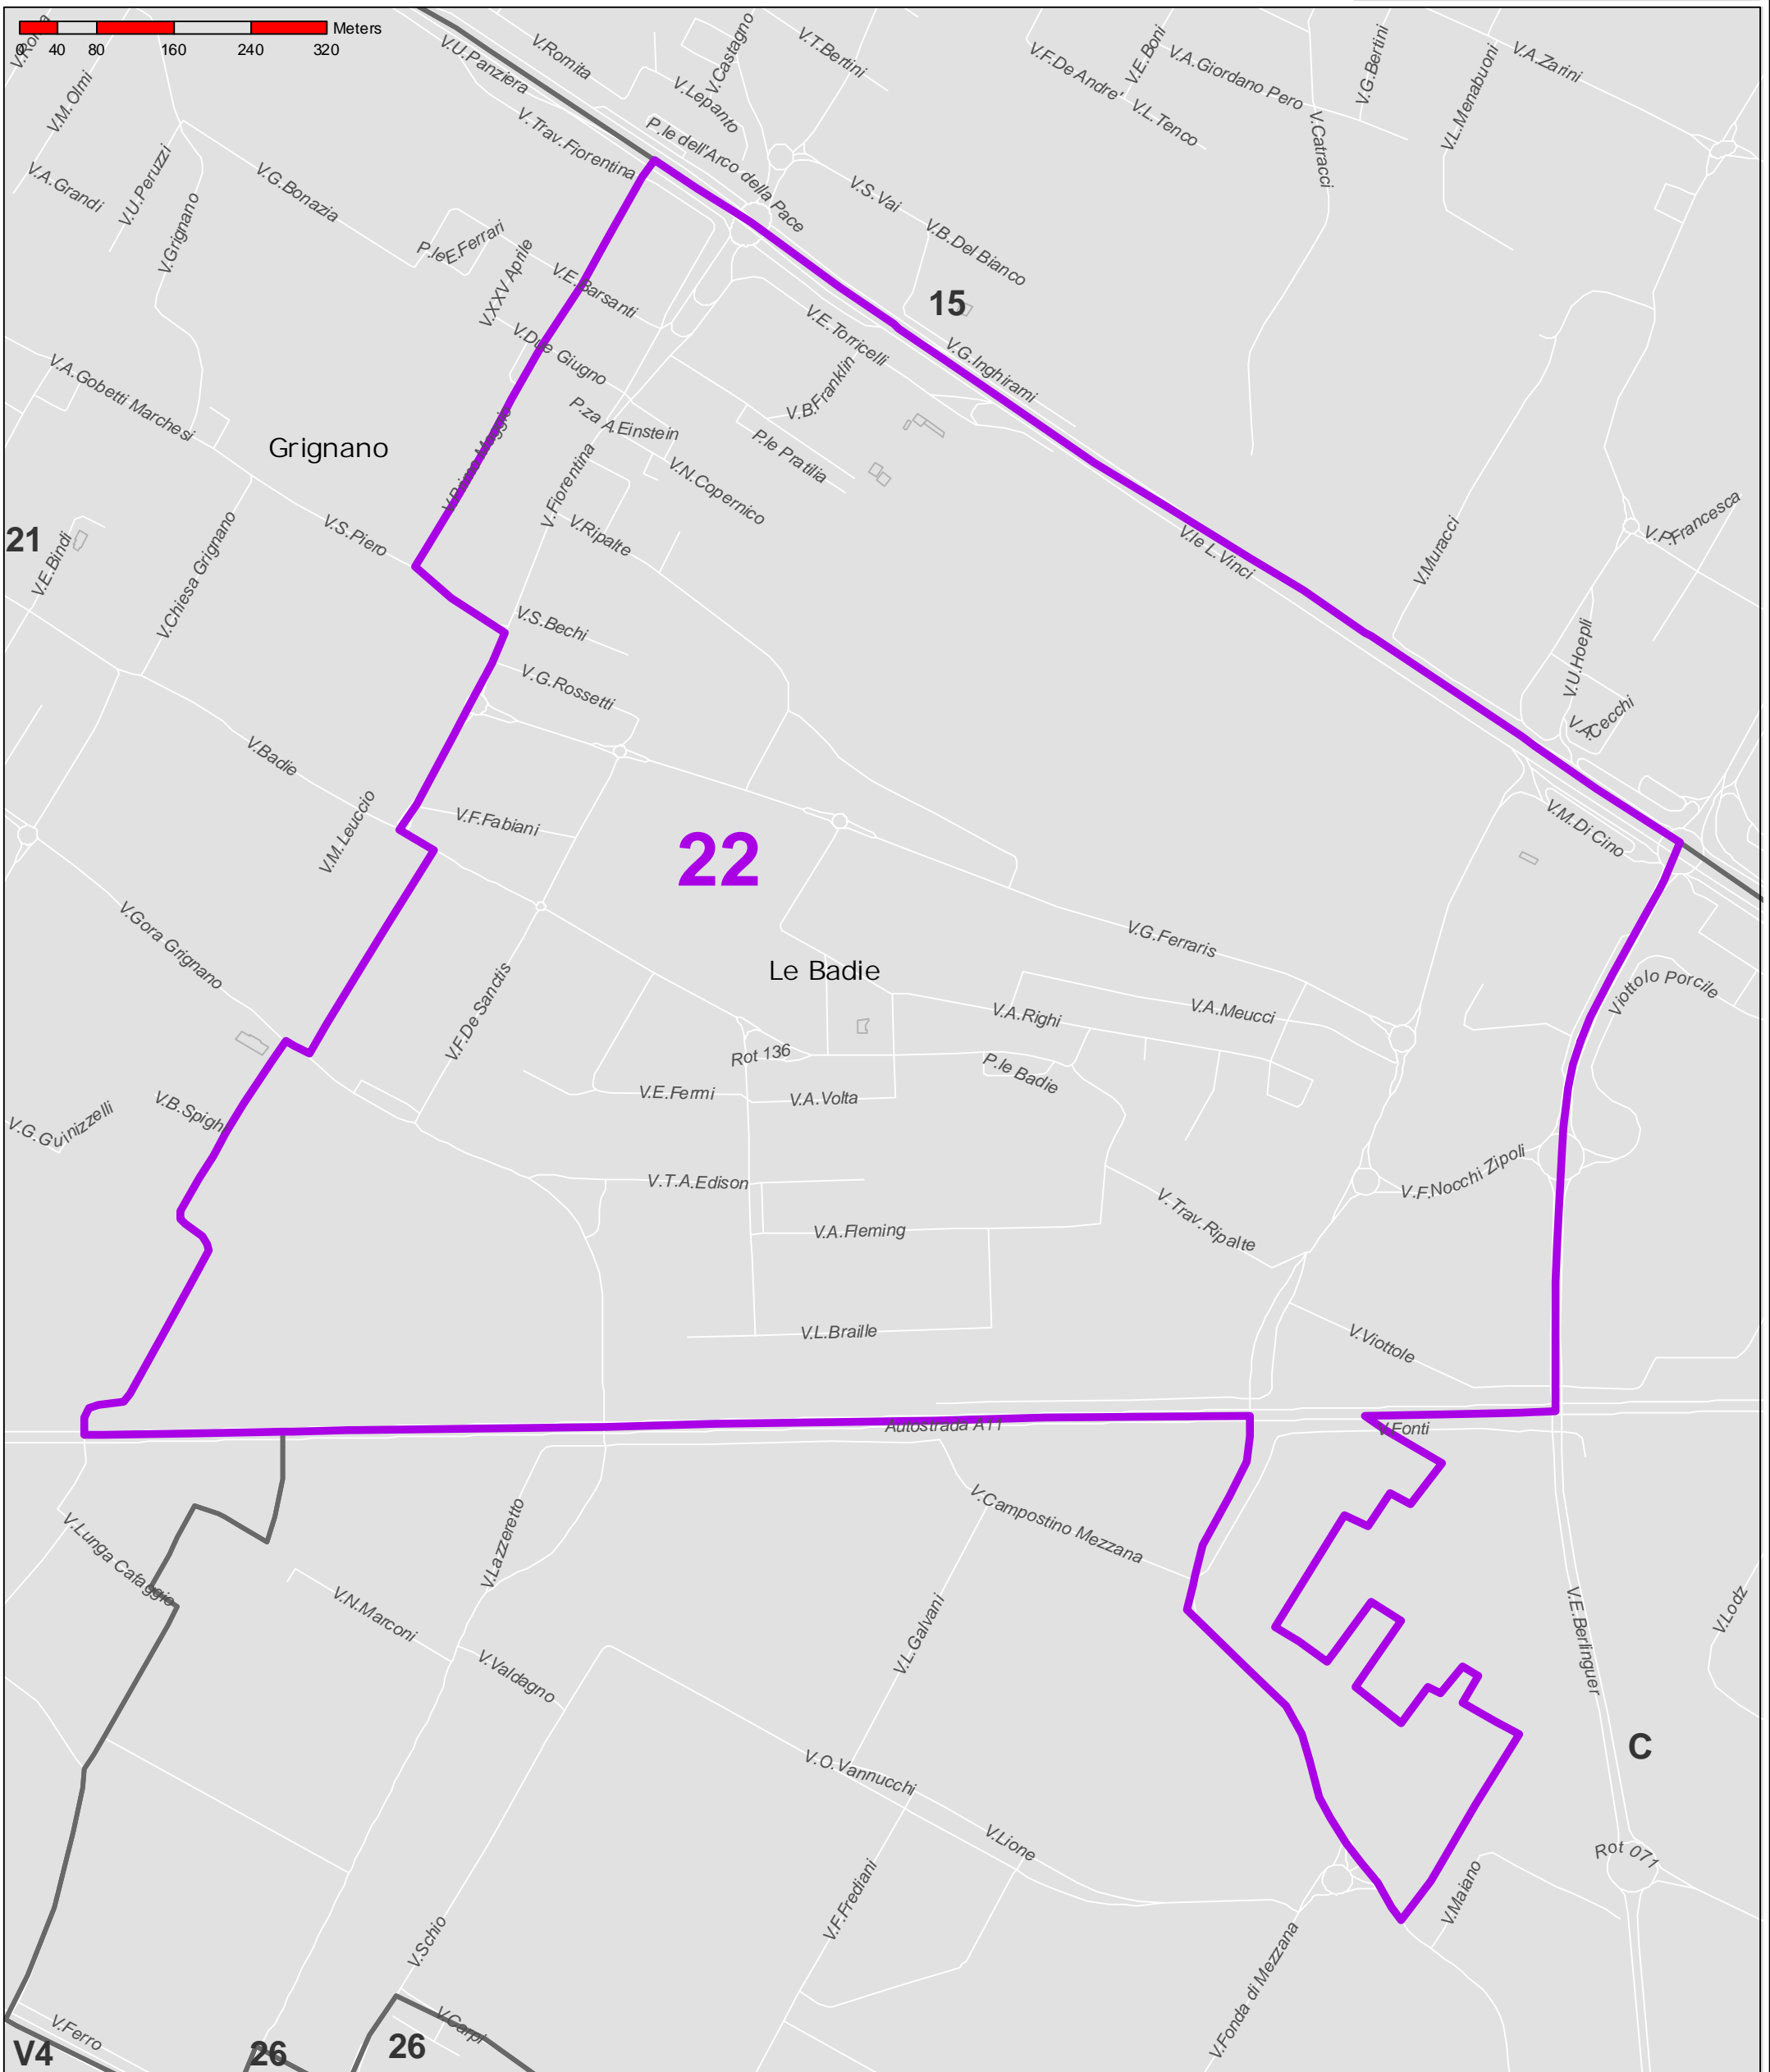 Meters
0 40 80 160 240 320
V.M.Olmi
V.U.Panziera
V.Romita
V.Castagno
V.Lepanto
V.T.Bertini
V.F.De Andre'
V.E.Boni
V.A.Giordano Pero
V.L.Tenco
V.G.Bertini
V.Catracci
V.L.Menabuoni
V.A.Zarini
V.Trav.Fiorentina
P.le dell'Arco della Pace
V.A.Grandi
V.U.Peruzzi
V.Grignano
V.G.Bonazia
P.leE.Ferrari
V.XXV Aprile
V.E.Barsanti
V.S.Vai
V.B.Del Bianco
15
V.Due Giugno
V.E.Torricelli
V.G.Inghirami
V.B.Franklin
V.A.Gobetti Marchesi
Grignano
V.Primo Maggio
P.za A.Einstein
P.le Pratilia
V.N.Copernico
V.Fiorentina
V.Ripalte
V.S.Piero
21
V.E.Bindi
V.Chiesa Grignano
V.le L.Vinci
V.Muracci
V.P.Francesca
V.S.Bechi
V.G.Rossetti
V.U.Hoepli
V.A.Cecchi
V.Badie
V.M.Leuccio
V.F.Fabiani
22
V.M.Di Cino
V.Gora Grignano
V.G.Ferraris
Le Badie
V.F.De Sanctis
V.A.Righi
V.A.Meucci
Viottolo Porcile
Rot 136
P.le Badie
V.E.Fermi
V.A.Volta
V.G.Guinizzelli
V.B.Spighi
V.T.A.Edison
V.F.Nocchi Zipoli
V.Trav.Ripalte
V.A.Fleming
V.L.Braille
V.Viottole
Autostrada A11
V.Fonti
V.Lunga Cafaggio
V.Lazzeretto
V.Campostino Mezzana
V.N.Marconi
V.Valdagno
V.L.Galvani
V.E.Berlinguer
V.Lodz
C
V.O.Vannucchi
V.Lione
Rot 071
V.F.Frediani
V.Maiano
V.Schio
V.Fonda di Mezzana
V.Ferro
V.Carpi
V4
26
26